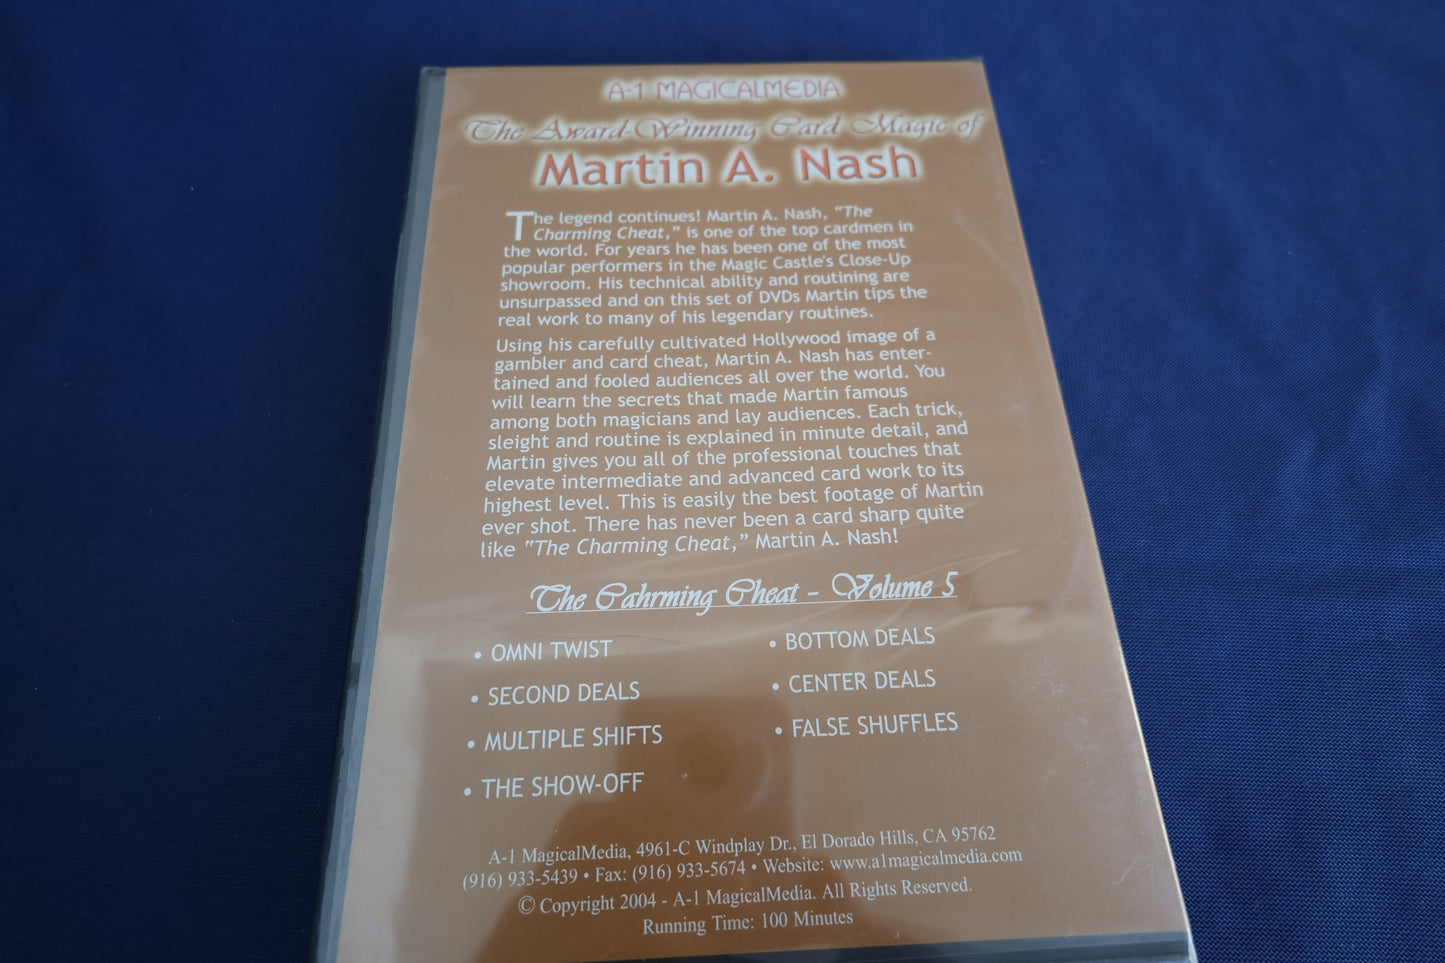 A-1 MAGICALMEDIA
The Award-Winning Card Magic of
Martin A. Nash
The legend continues! Martin A. Nash, "The
Charming Cheat," is one of the top cardmen in
the world. For years he has been one of the most
popular performers in the Magic Castle's Close-Up
showroom. His technical ability and routining are
unsurpassed and on this set of DVDs Martin tips the
real work to many of his legendary routines.
Using his carefully cultivated Hollywood image of a
gambler and card cheat, Martin A. Nash has enter-
tained and fooled audiences all over the world. You
will learn the secrets that made Martin famous
among both magicians and lay audiences. Each trick,
sleight and routine is explained in minute detail, and
Martin gives you all of the professional touches that
elevate intermediate and advanced card work to its
highest level. This is easily the best footage of Martin
ever shot. There has never been a card sharp quite
like "The Charming Cheat," Martin A. Nash!
The Cahrming Cheat - Volume 5
• OMNI TWIST
• SECOND DEALS
• MULTIPLE SHIFTS
• THE SHOW-OFF
• BOTTOM DEALS
• CENTER DEALS
• FALSE SHUFFLES
A-1 MagicalMedia, 4961-C Windplay Dr., El Dorado Hills, CA 95762
(916) 933-5439 • Fax: (916) 933-5674 • Website: www.a1magicalmedia.com
© Copyright 2004 - A-1 MagicalMedia. All Rights Reserved.
Running Time: 100 Minutes